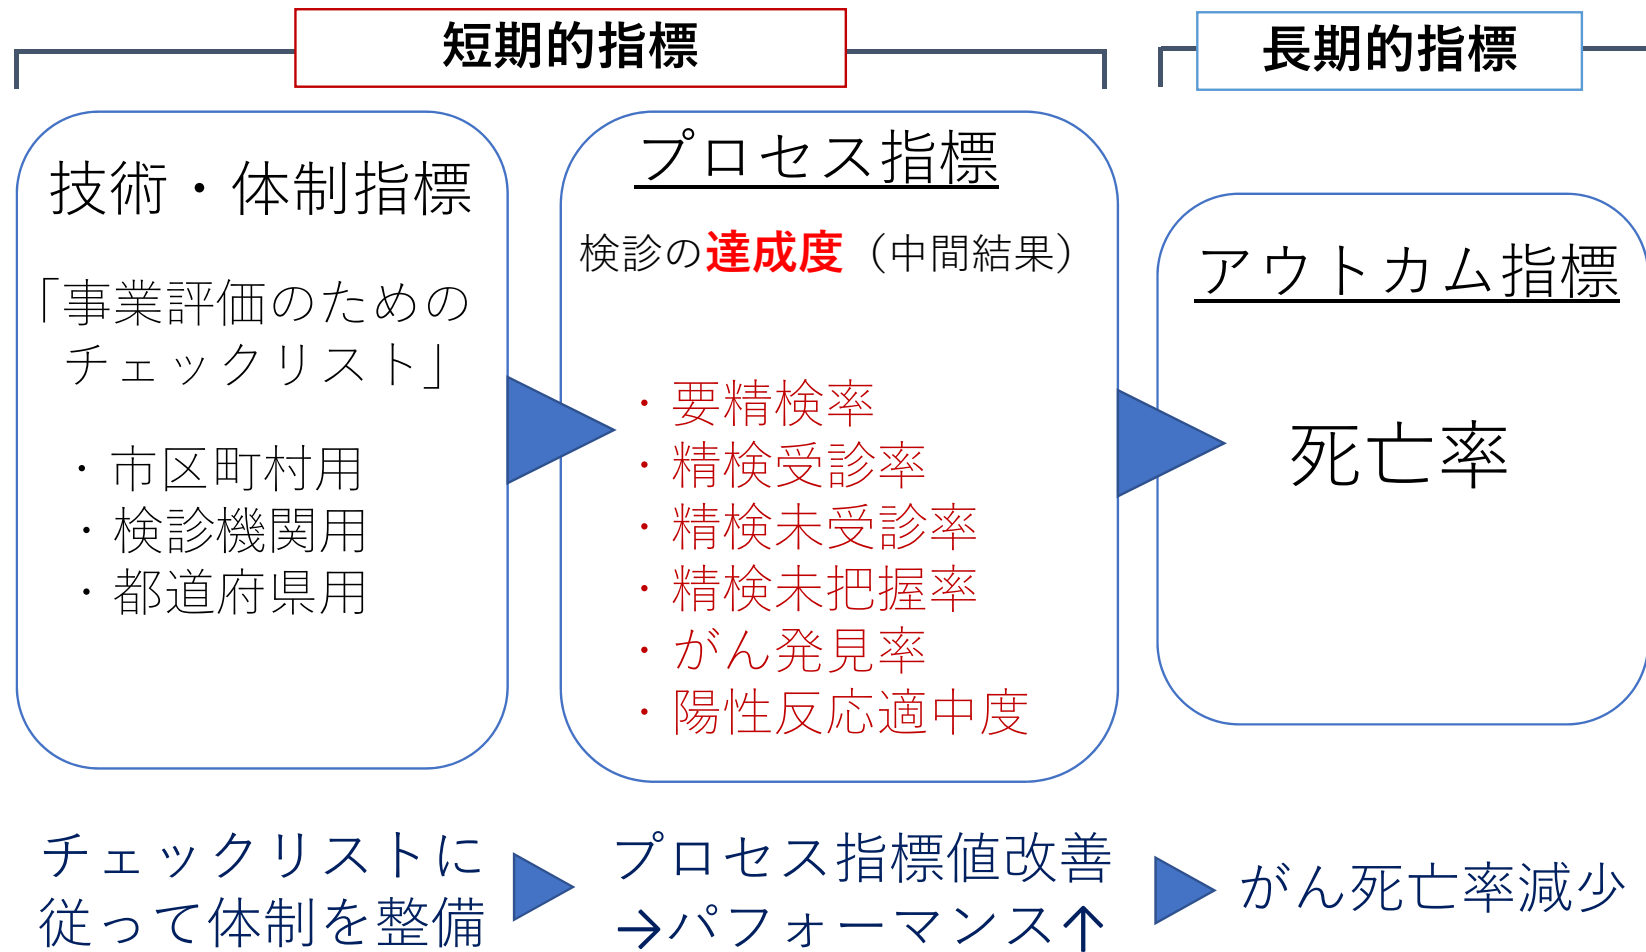 短期的指標
長期的指標
技術・体制指標
「事業評価のための
チェックリスト」
・市区町村用
・検診機関用
・都道府県用
プロセス指標
検診の達成度（中間結果）
・要精検率
・精検受診率
・精検未受診率
・精検未把握率
・がん発見率
・陽性反応適中度
アウトカム指標
死亡率
チェックリストに
従って体制を整備
プロセス指標値改善
→パフォーマンス↑
がん死亡率減少